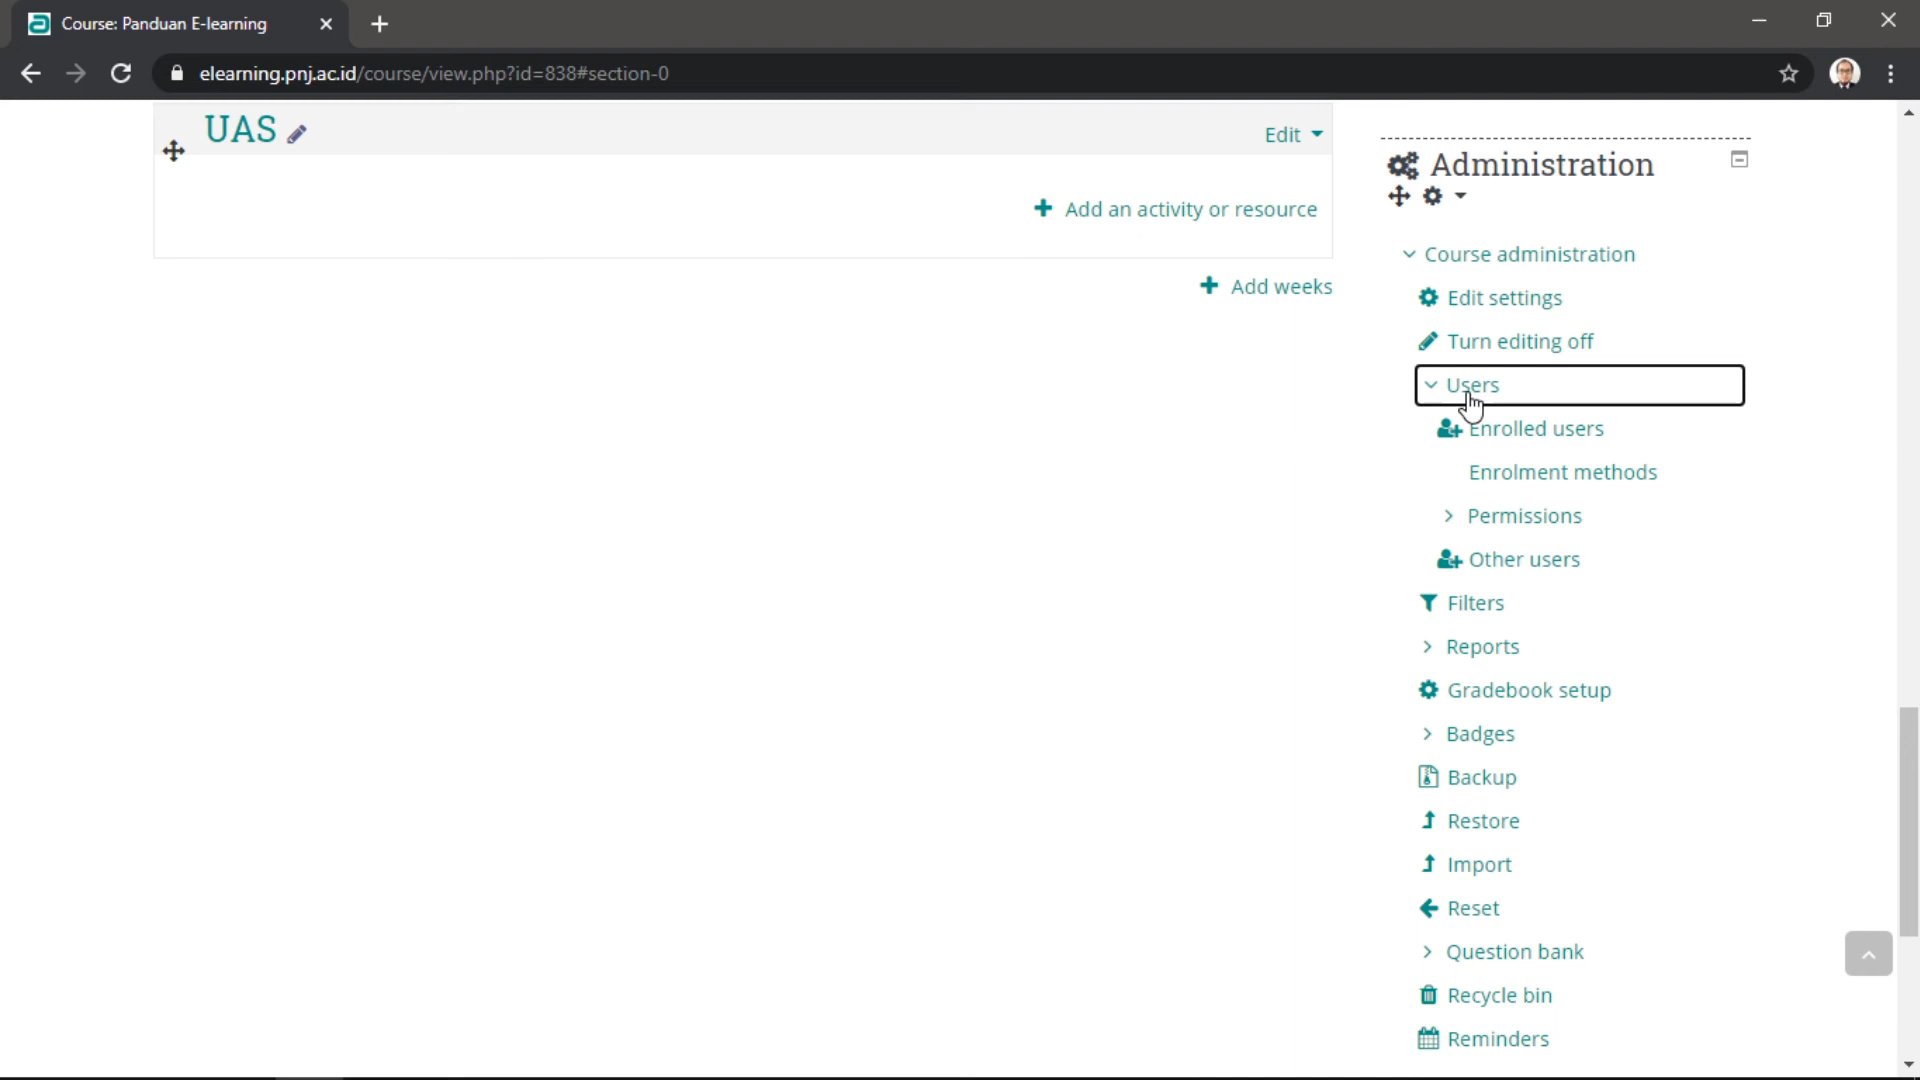 Course: Panduan E-learning
elearning.pnj.ac.id/course/view.php?id=838#section-0
UAS
Edit
Add an activity or resource
Add weeks
Administration
Course administration
Edit settings
Turn editing off
Users
Enrolled users
Enrolment methods
Permissions
Other users
Filters
Reports
Gradebook setup
Badges
Backup
Restore
Import
Reset
Question bank
Recycle bin
Reminders